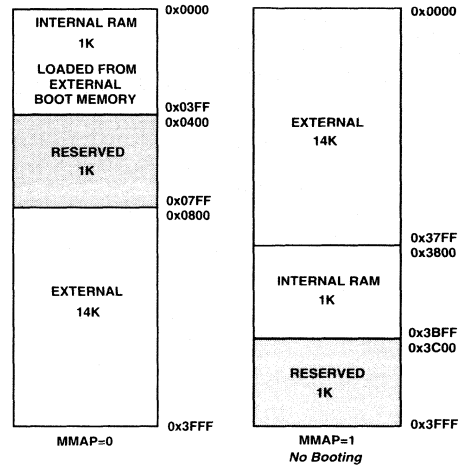 INTERNAL RAM
1K
LOADED FROM
EXTERNAL
BOOT MEMORY
0x0000
0x03FF
0x0400
RESERVED
1K
0x07FF
0x0800
EXTERNAL
14K
0x3FFF
MMAP=0
0x0000
EXTERNAL
14K
0x37FF
0x3800
INTERNAL RAM
1K
0x3BFF
0x3C00
RESERVED
1K
0x3FFF
MMAP=1
No Booting